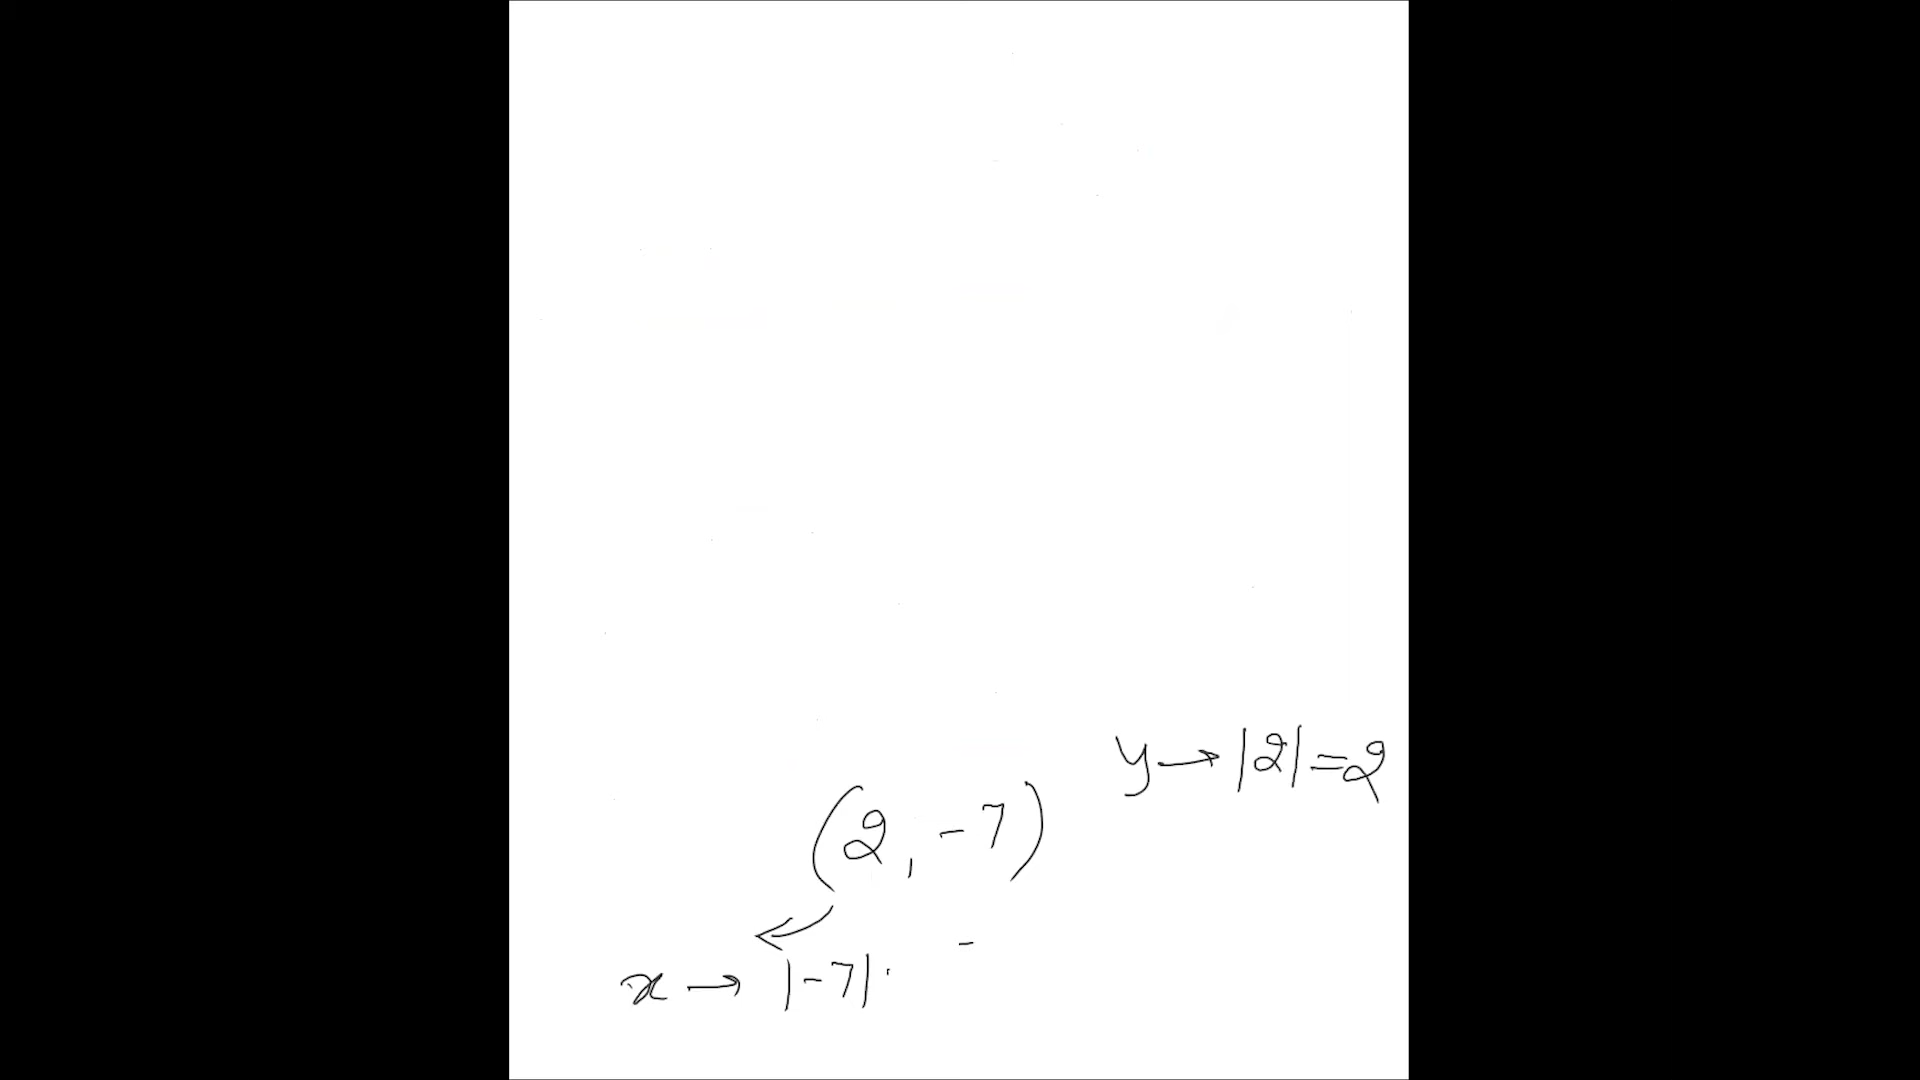 y → |2| = 2
(2, -7)
x → |-7|